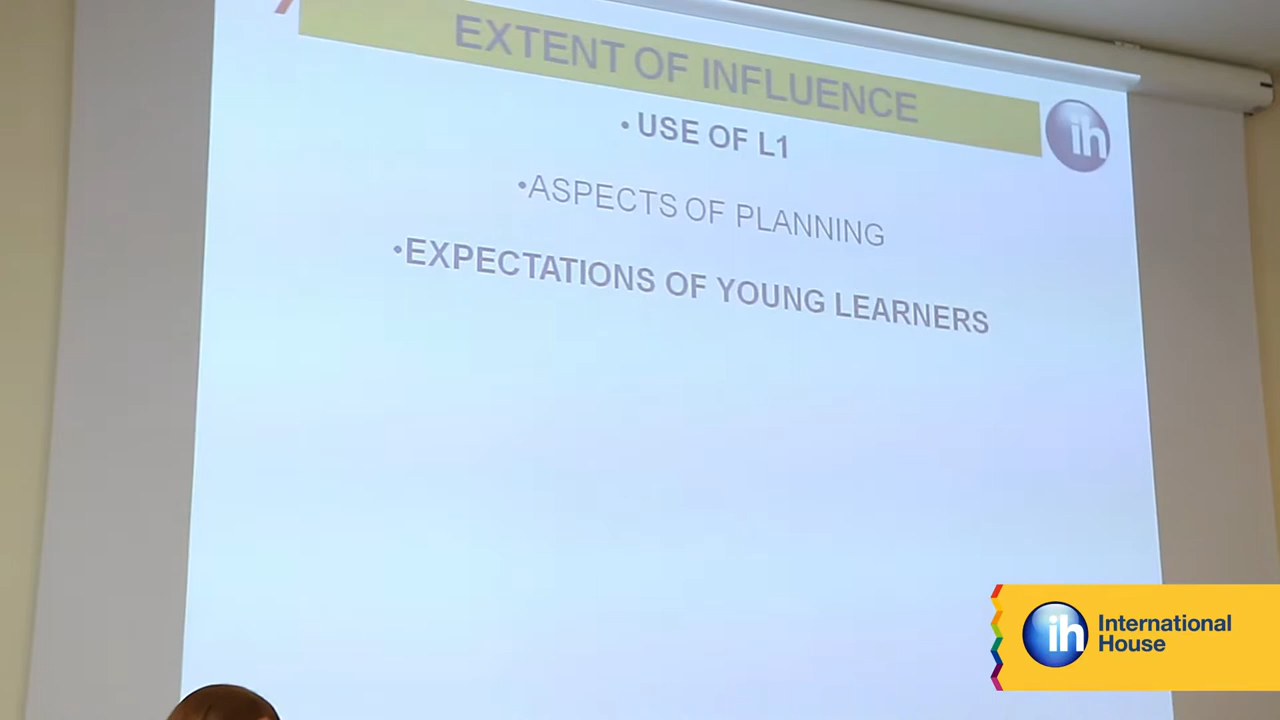 EXTENT OF INFLUENCE
ih
• USE OF L1
•ASPECTS OF PLANNING
•EXPECTATIONS OF YOUNG LEARNERS
ih
International
House